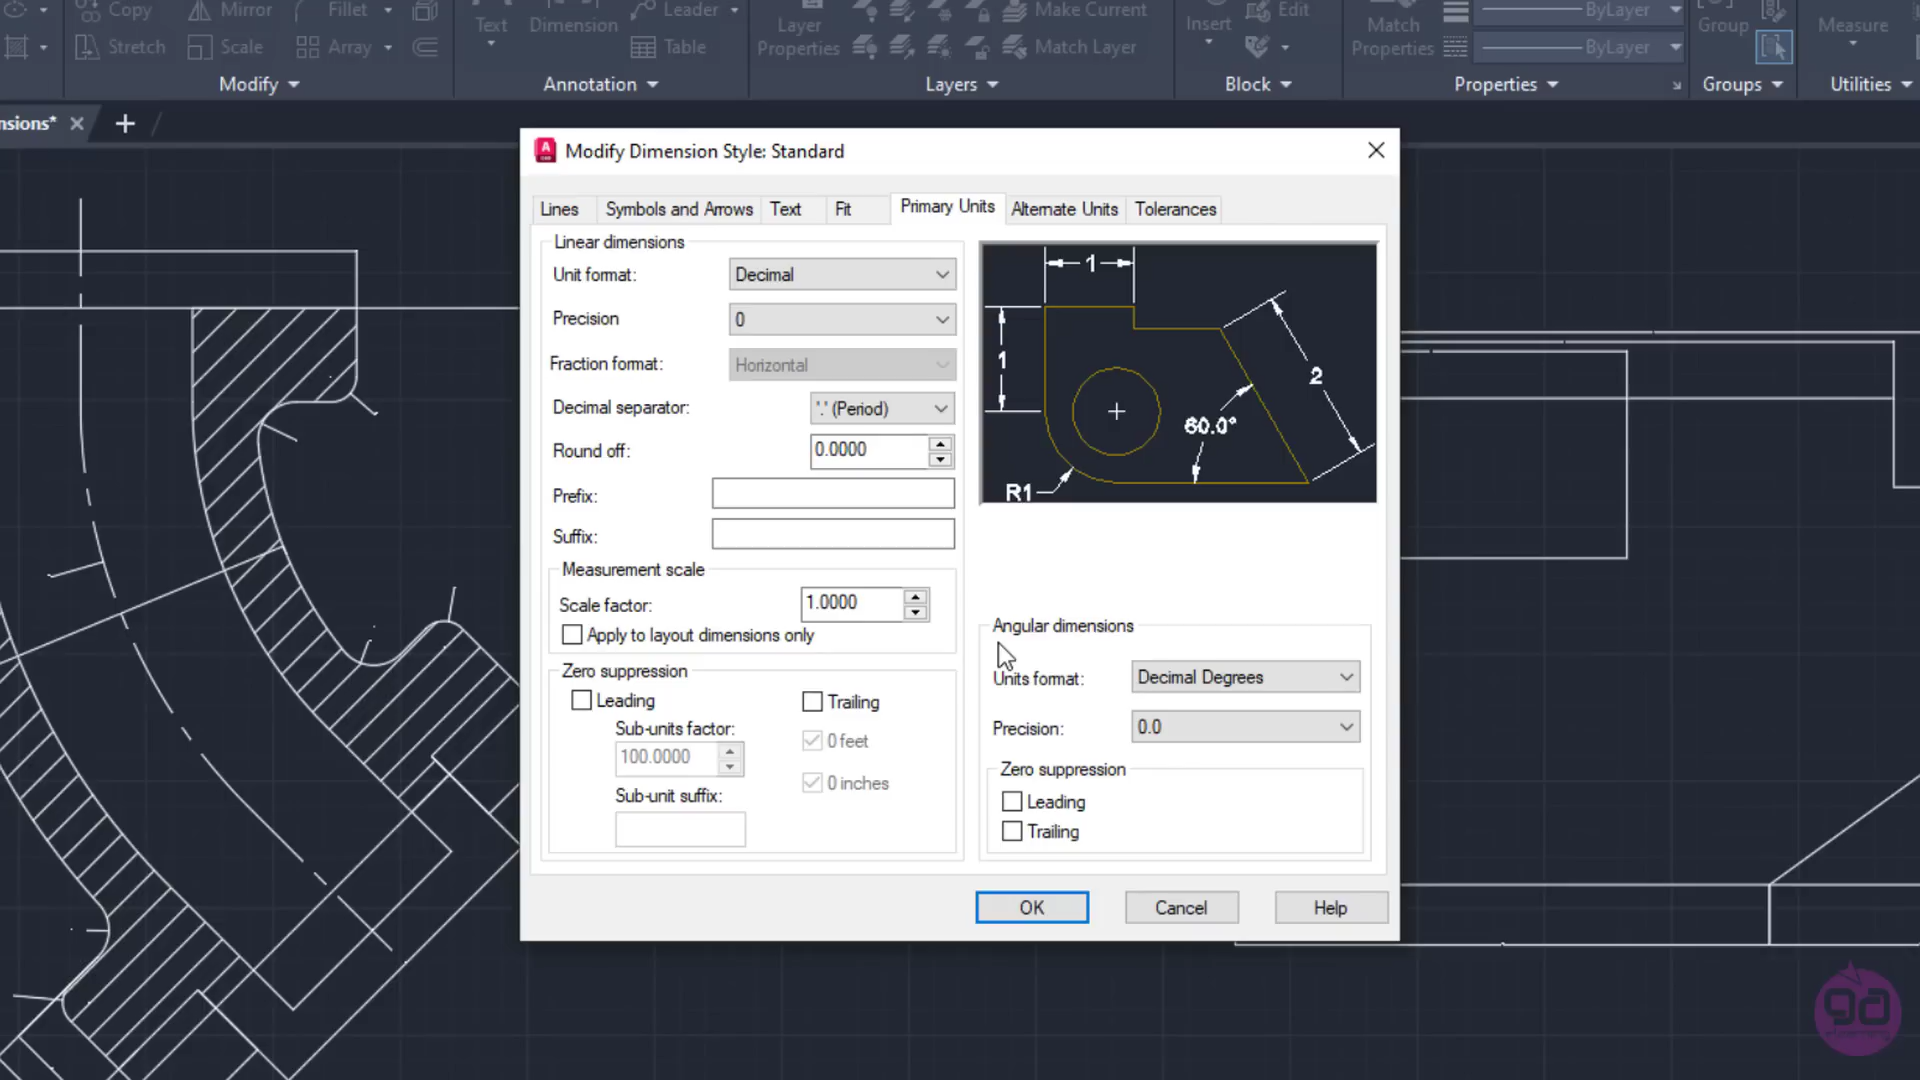 Copy Mirror Fillet Text Dimension Leader Layer Properties Make Current Insert Edit Match Properties ByLayer Group Measure
Stretch Scale Array Table Match Layer ByLayer
Modify Annotation Layers Block Properties Groups Utilities
nsions* × +
Modify Dimension Style: Standard
Lines Symbols and Arrows Text Fit Primary Units Alternate Units Tolerances
Linear dimensions
Unit format: Decimal
Precision 0
Fraction format: Horizontal
Decimal separator: '.' (Period)
Round off: 0.0000
Prefix:
Suffix:
Measurement scale
Scale factor: 1.0000
Apply to layout dimensions only
Zero suppression
Leading
Trailing
Sub-units factor:
100.0000
0 feet
0 inches
Sub-unit suffix:
1
1
2
60.0°
R1
Angular dimensions
Units format: Decimal Degrees
Precision: 0.0
Zero suppression
Leading
Trailing
OK Cancel Help